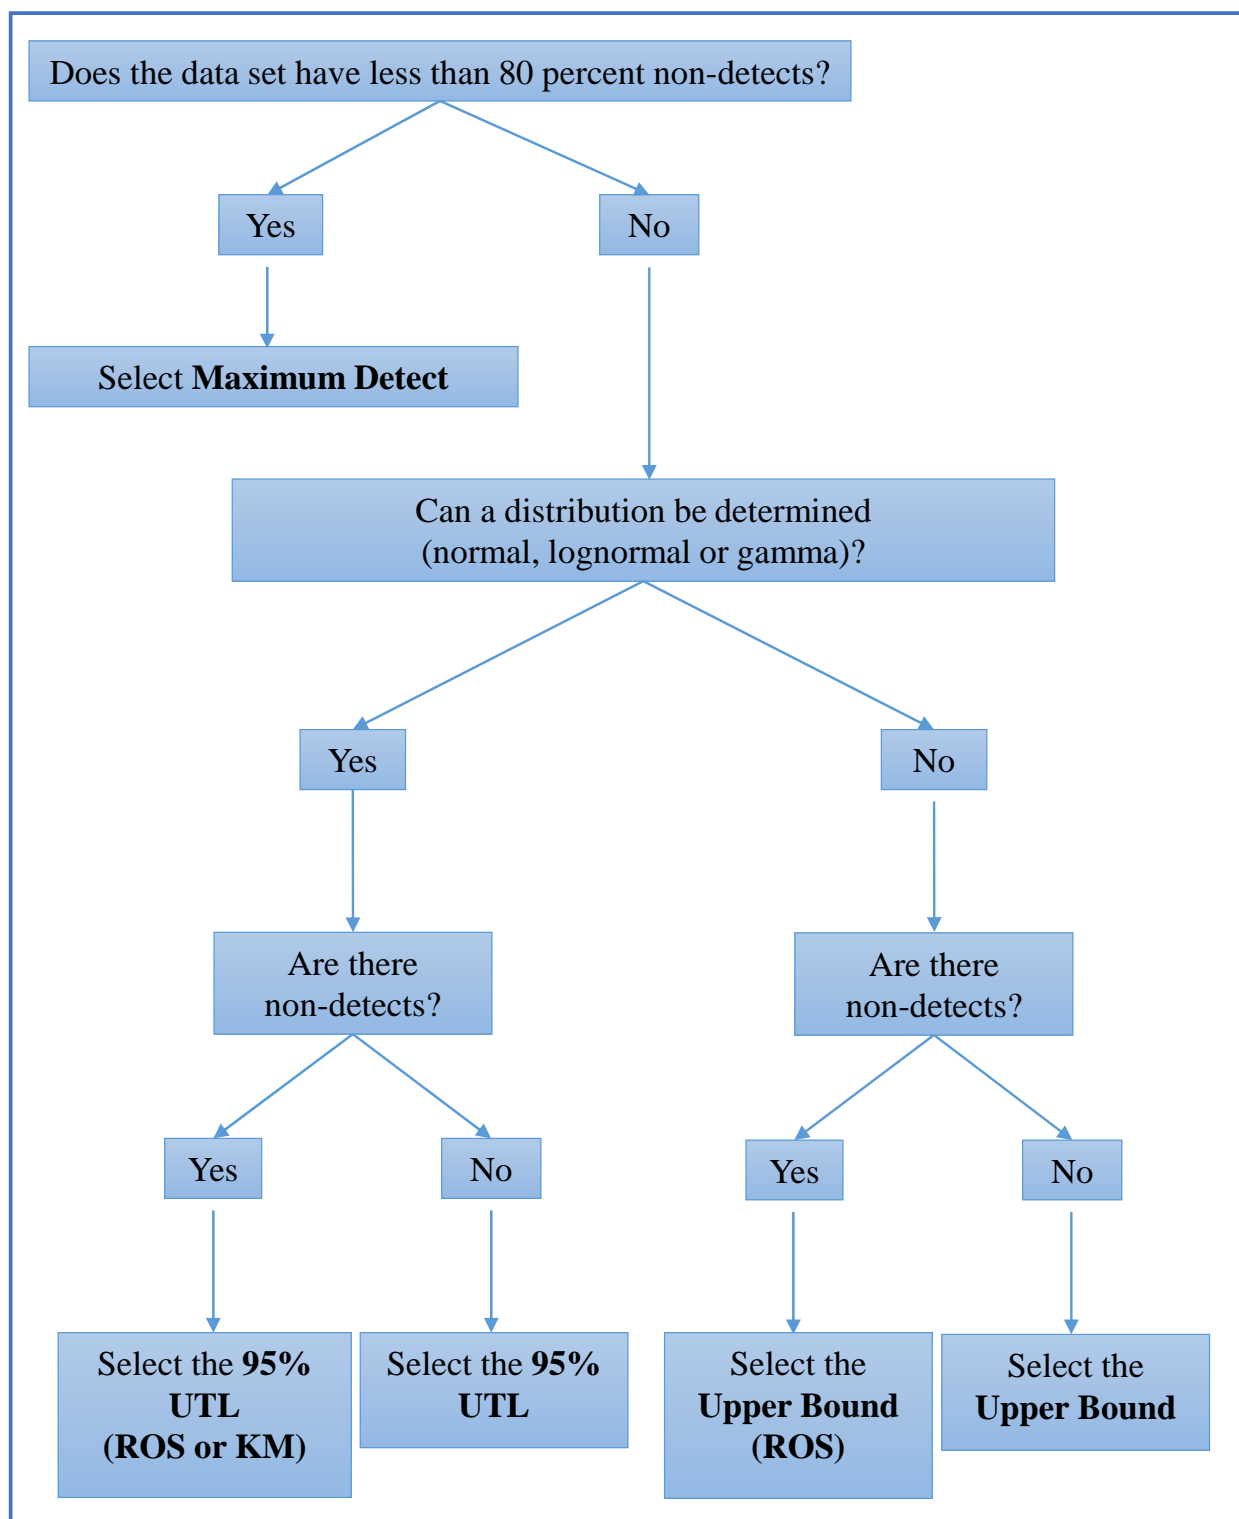 Does the data set have less than 80 percent non-detects?
Yes
No
Select Maximum Detect
Can a distribution be determined
(normal, lognormal or gamma)?
Yes
No
Are there
non-detects?
Are there
non-detects?
Yes
No
Yes
No
Select the 95%
UTL
(ROS or KM)
Select the 95%
UTL
Select the
Upper Bound
(ROS)
Select the
Upper Bound